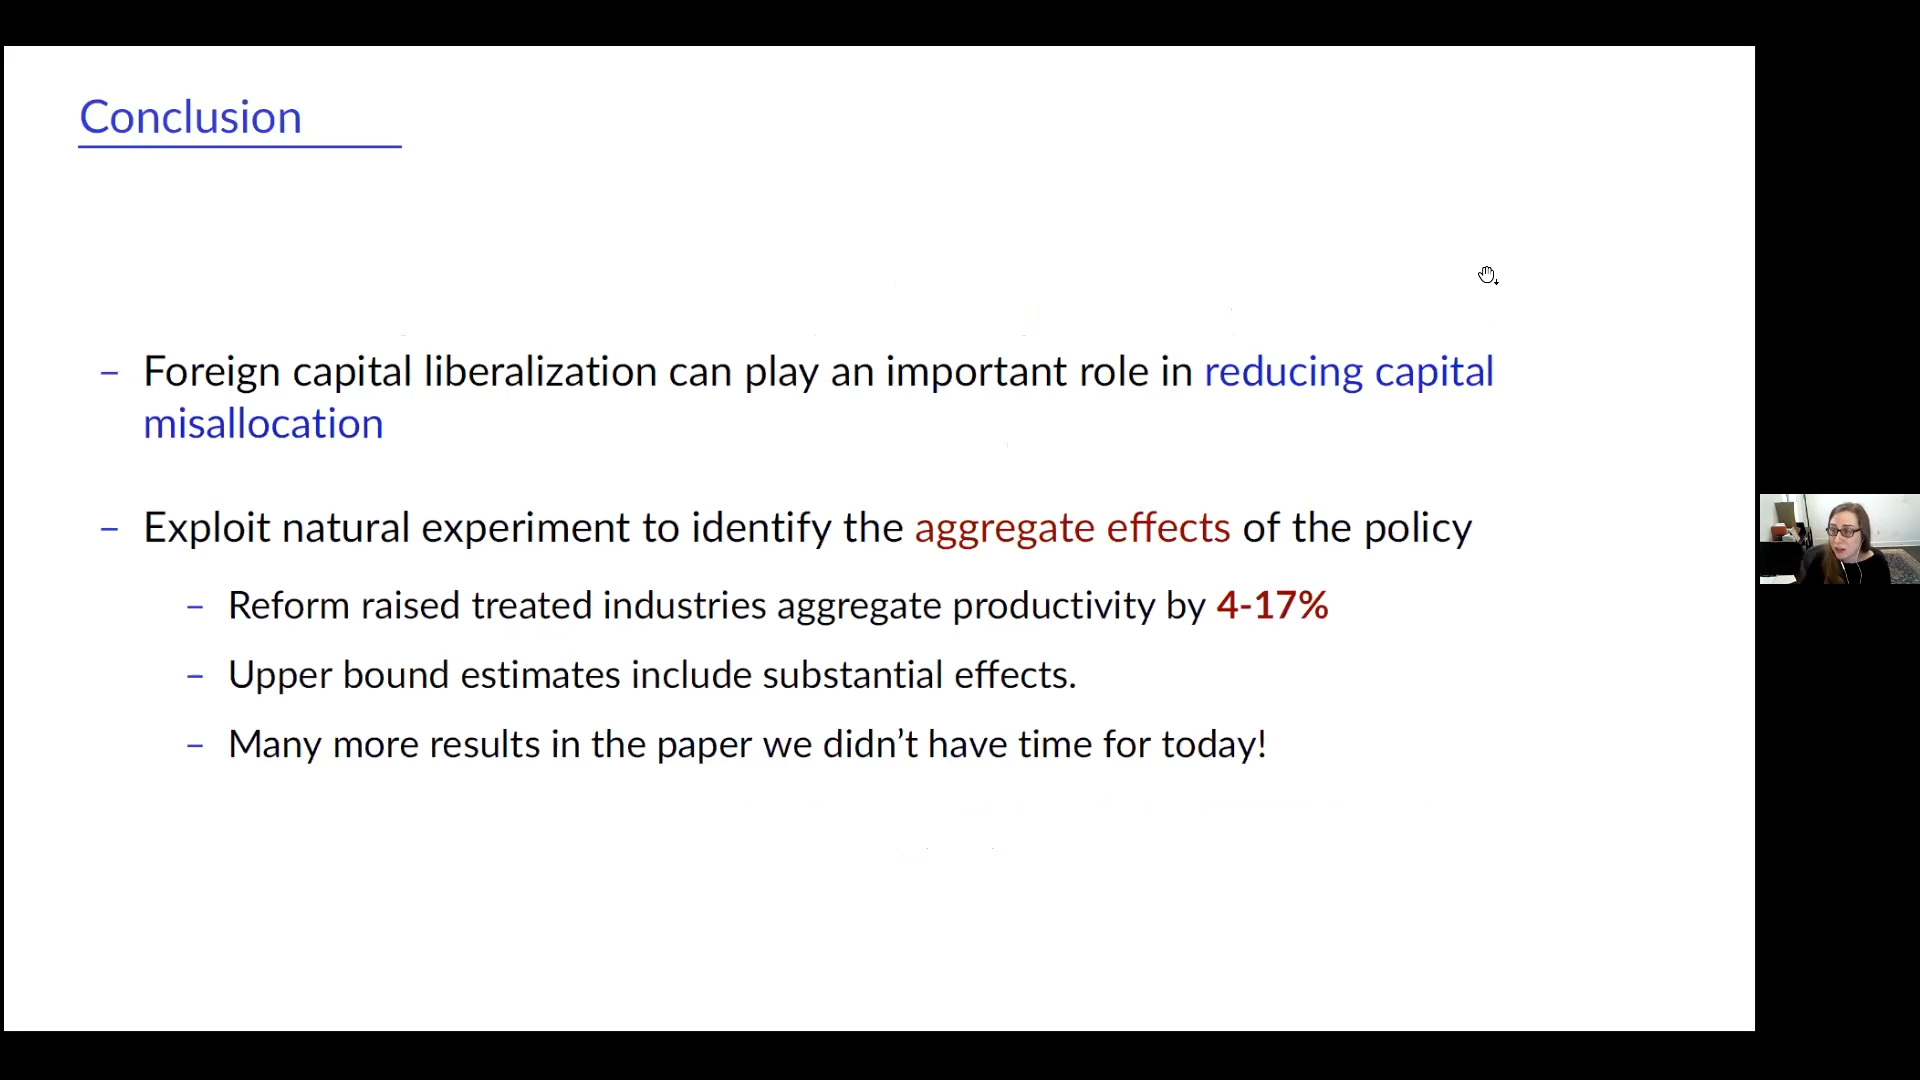 Conclusion
– Foreign capital liberalization can play an important role in reducing capital
misallocation
– Exploit natural experiment to identify the aggregate effects of the policy
– Reform raised treated industries aggregate productivity by 4-17%
– Upper bound estimates include substantial effects.
– Many more results in the paper we didn’t have time for today!